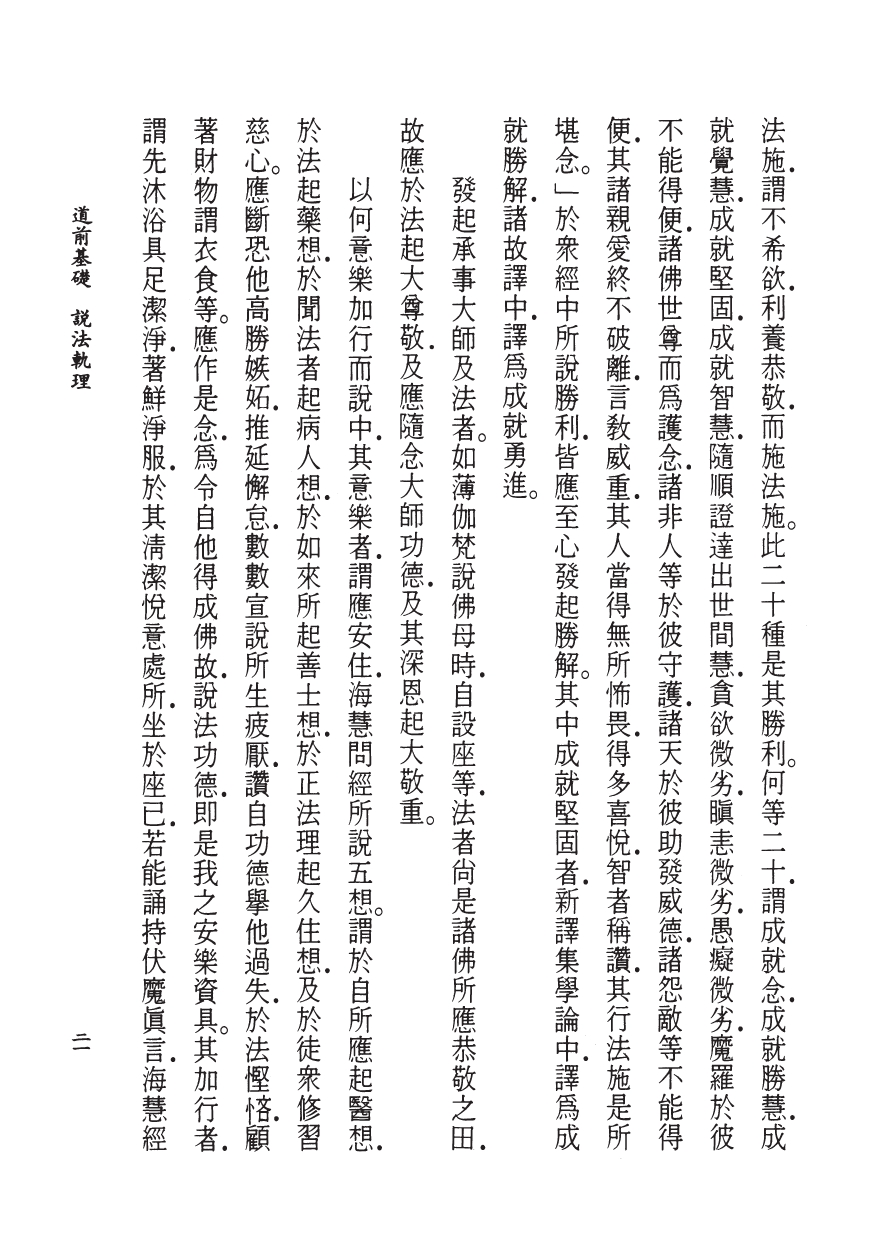 法施．謂不希欲．利養恭敬．而施法施。此二十種是其勝利。何等二十．謂成就念．成就勝慧．成
就覺慧．成就堅固．成就智慧．隨順證達出世間慧．貪欲微劣．瞋恚微劣．愚癡微劣．魔羅於彼
不能得便．諸佛世尊而爲護念．諸非人等於彼守護．諸天於彼助發威德．諸怨敵等不能得
便．其諸親愛終不破離．言敎威重．其人當得無所怖畏．得多喜悅．智者稱讚．其行法施是所
堪念。」於衆經中所說勝利．皆應至心發起勝解。其中成就堅固者．新譯集學論中．譯爲成
就勝解．諸故譯中．譯爲成就勇進。
發起承事大師及法者。如薄伽梵說佛母時．自設座等．法者尙是諸佛所應恭敬之田．
故應於法起大尊敬．及應隨念大師功德．及其深恩起大敬重。
以何意樂加行而說中．其意樂者．謂應安住．海慧問經所說五想。謂於自所應起醫想．
於法起藥想．於聞法者起病人想．於如來所起善士想．於正法理起久住想．及於徒衆修習
慈心。應斷恐他高勝嫉妬．推延懈怠．數數宣說所生疲厭．讚自功德擧他過失．於法慳悋．顧
著財物謂衣食等。應作是念．爲令自他得成佛故．說法功德．即是我之安樂資具。其加行者．
謂先沐浴具足潔淨．著鮮淨服．於其淸潔悅意處所．坐於座已．若能誦持伏魔眞言．海慧經
道前基礎　說法軌理
二一